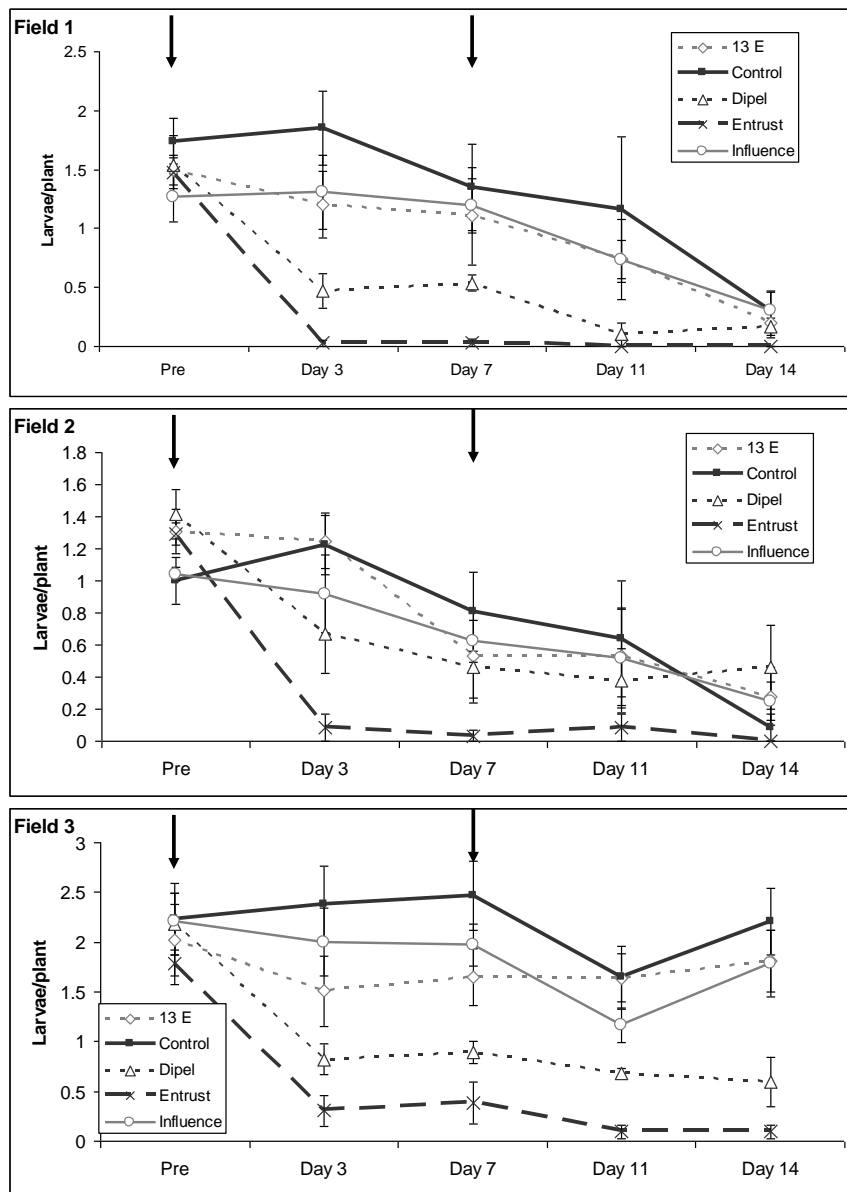 Field 1
2.5
2
1.5
1
0.5
0
Larvae/plant
Pre Day 3 Day 7 Day 11 Day 14
13 E
Control
Dipel
Entrust
Influence
Field 2
1.8
1.6
1.4
1.2
1
0.8
0.6
0.4
0.2
0
Larvae/plant
Pre Day 3 Day 7 Day 11 Day 14
13 E
Control
Dipel
Entrust
Influence
Field 3
3
2.5
2
1.5
1
0.5
0
Larvae/plant
Pre Day 3 Day 7 Day 11 Day 14
13 E
Control
Dipel
Entrust
Influence